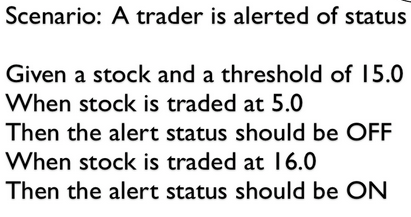 Scenario: A trader is alerted of status
Given a stock and a threshold of 15.0
When stock is traded at 5.0
Then the alert status should be OFF
When stock is traded at 16.0
Then the alert status should be ON